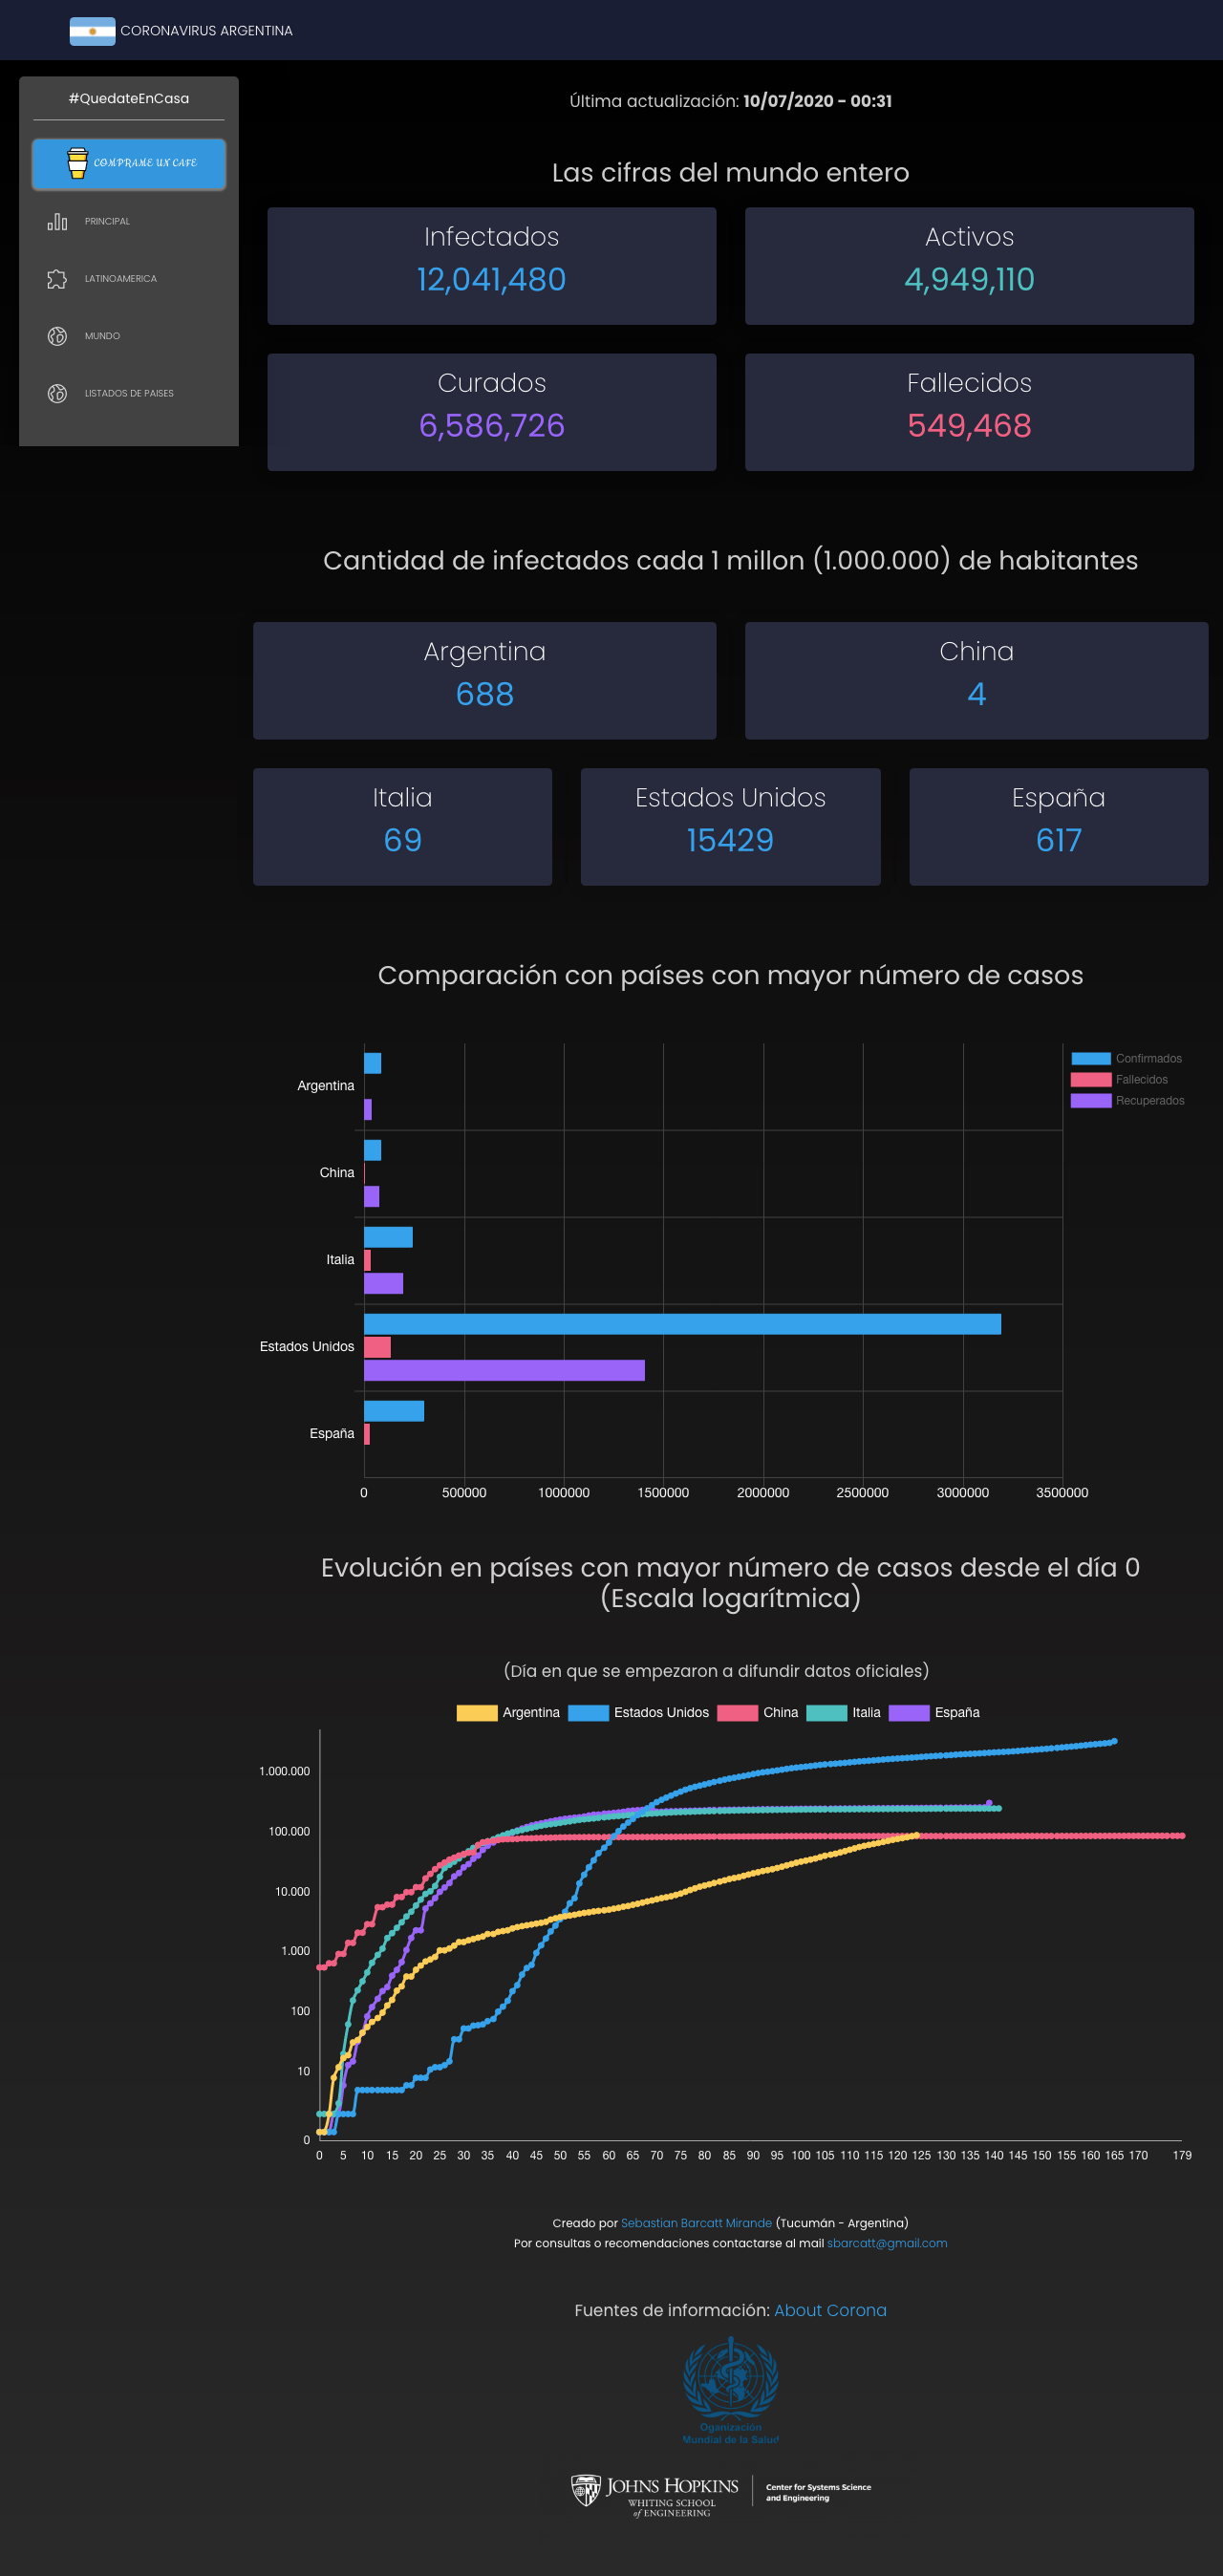 CORONAVIRUS ARGENTINA
#QuedateEnCasa
COMPRAME UN CAFE
PRINCIPAL
LATINOAMERICA
MUNDO
LISTADOS DE PAISES
Última actualización: 10/07/2020 - 00:31
Las cifras del mundo entero
Infectados
12,041,480
Activos
4,949,110
Curados
6,586,726
Fallecidos
549,468
Cantidad de infectados cada 1 millon (1.000.000) de habitantes
Argentina
688
China
4
Italia
69
Estados Unidos
15429
España
617
Comparación con países con mayor número de casos
Confirmados
Fallecidos
Recuperados
Argentina
China
Italia
Estados Unidos
España
0 500000 1000000 1500000 2000000 2500000 3000000 3500000
Evolución en países con mayor número de casos desde el día 0
(Escala logarítmica)
(Día en que se empezaron a difundir datos oficiales)
Argentina Estados Unidos China Italia España
1.000.000
100.000
10.000
1.000
100
10
0
0 5 10 15 20 25 30 35 40 45 50 55 60 65 70 75 80 85 90 95 100 105 110 115 120 125 130 135 140 145 150 155 160 165 170 179
Creado por Sebastian Barcatt Mirande (Tucumán - Argentina)
Por consultas o recomendaciones contactarse al mail sbarcatt@gmail.com
Fuentes de información: About Corona
Oganización
Mundial de la Salud
JOHNS HOPKINS
WHITING SCHOOL
of ENGINEERING
Center for Systems Science
and Engineering